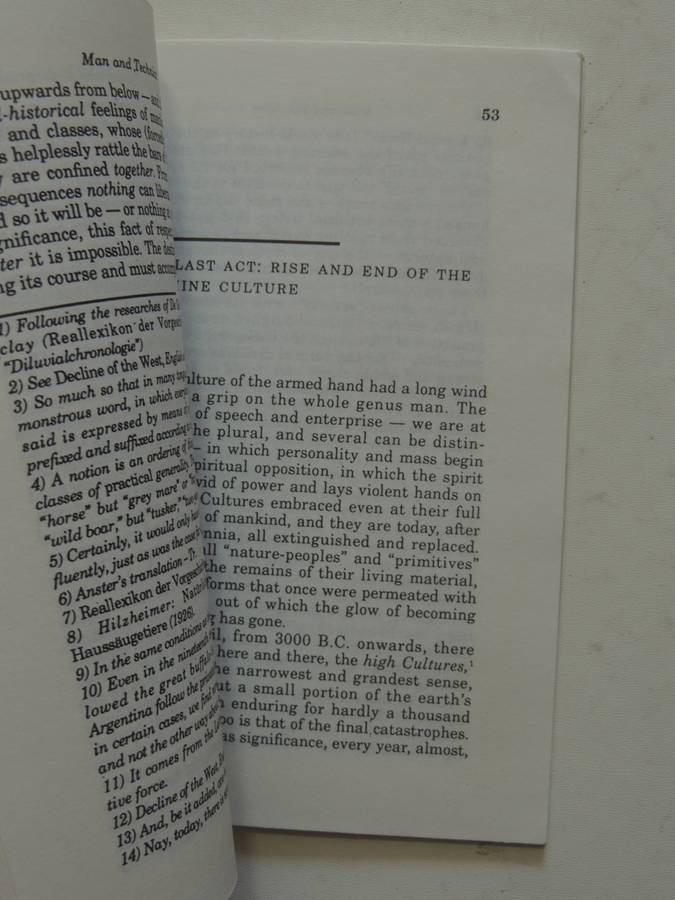 Man and
upwards from below —
-historical feelings of
and classes, whose
s helplessly rattle the bars
are confined together.
sequences nothing can
so it will be — or nothing
gnificance, this fact of
ter it is impossible. The
ng its course and must
1) Following the researches of De
clay (Reallexikon der
"Diluvialchronologie")
2) See Decline of the West,
3) So much so that in many
monstrous word, in which
said is expressed by means
prefixed and suffixed according
4) A notion is an ordering of
classes of practical
"horse" but "grey mare" or
"wild boar," but "tusker,"
5) Certainly, it would only
fluently, just as was the case
6) Anster's translation - Tr.
7) Reallexikon der
8) Hilzheimer:
Haussäugetiere (1926).
9) In the same conditions
10) Even in the
lowed the great
Argentina follow the
in certain cases, we find
and not the other way
11) It comes from the
tive force.
12) Decline of the West,
13) And, be it added,
14) Nay, today, there is
53
LAST ACT: RISE AND END OF THE
INE CULTURE
ulture of the armed hand had a long wind
a grip on the whole genus man. The
of speech and enterprise — we are at
he plural, and several can be distin-
– in which personality and mass begin
piritual opposition, in which the spirit
vid of power and lays violent hands on
Cultures embraced even at their full
of mankind, and they are today, after
nnia, all extinguished and replaced.
all "nature-peoples" and "primitives"
the remains of their living material,
forms that once were permeated with
out of which the glow of becoming
g has gone.
il, from 3000 B.C. onwards, there
here and there, the high Cultures,¹
e narrowest and grandest sense,
ut a small portion of the earth's
enduring for hardly a thousand
oo is that of the final catastrophes.
as significance, every year, almost,